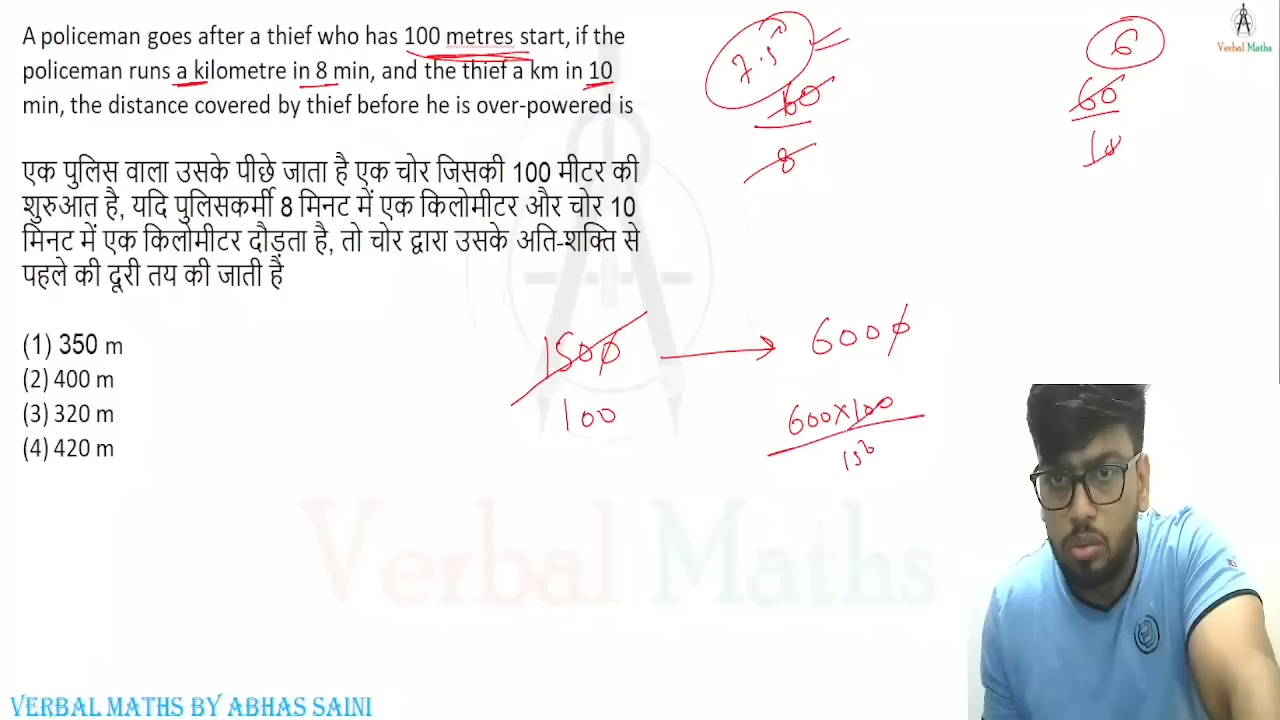 A policeman goes after a thief who has 100 metres start, if the
policeman runs a kilometre in 8 min, and the thief a km in 10
min, the distance covered by thief before he is over-powered is
एक पुलिस वाला उसके पीछे जाता है एक चोर जिसकी 100 मीटर की
शुरुआत है, यदि पुलिसकर्मी 8 मिनट में एक किलोमीटर और चोर 10
मिनट में एक किलोमीटर दौड़ता है, तो चोर द्वारा उसके अति-शक्ति से
पहले की दूरी तय की जाती हैं
(1) 350 m
(2) 400 m
(3) 320 m
(4) 420 m
7.5
60
8
6
60
10
1500
6000
100
600×100
150
Verbal Maths
Verbal Maths
VERBAL MATHS BY ABHAS SAINI